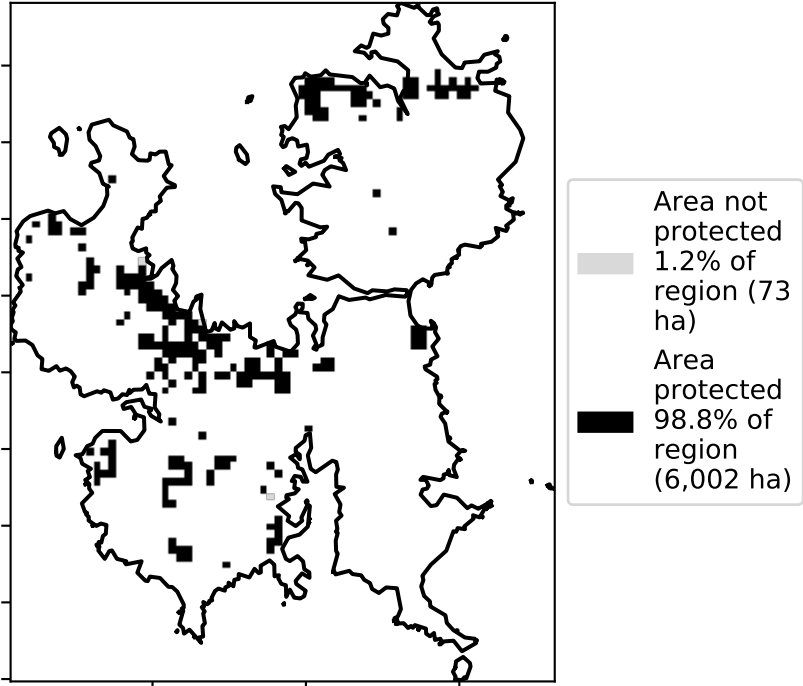 Area not
protected
1.2% of
region (73
ha)
Area
protected
98.8% of
region
(6,002 ha)